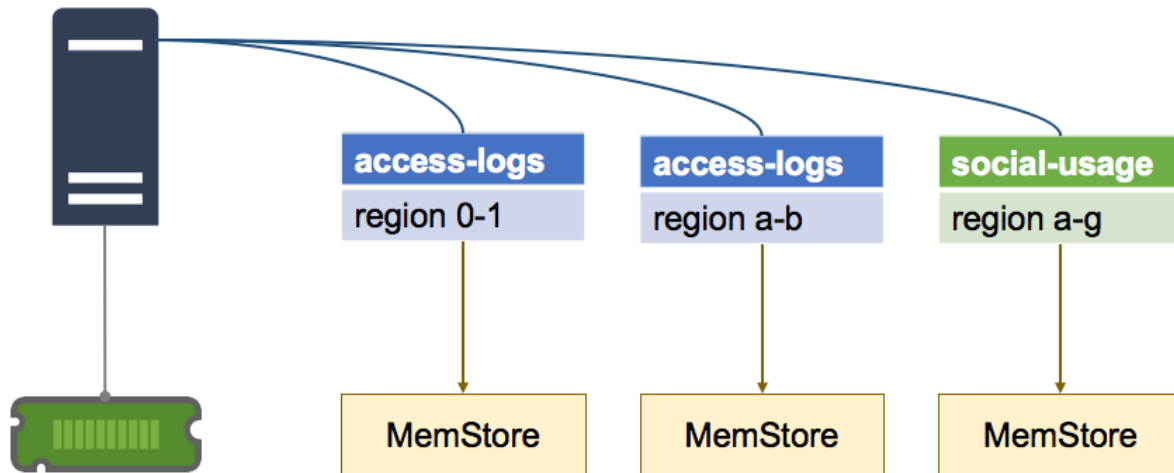 access-logs
region 0-1
access-logs
region a-b
social-usage
region a-g
MemStore
MemStore
MemStore